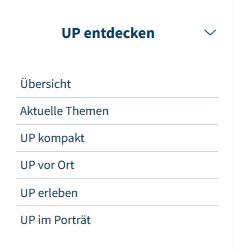 UP entdecken
Übersicht
Aktuelle Themen
UP kompakt
UP vor Ort
UP erleben
UP im Porträt